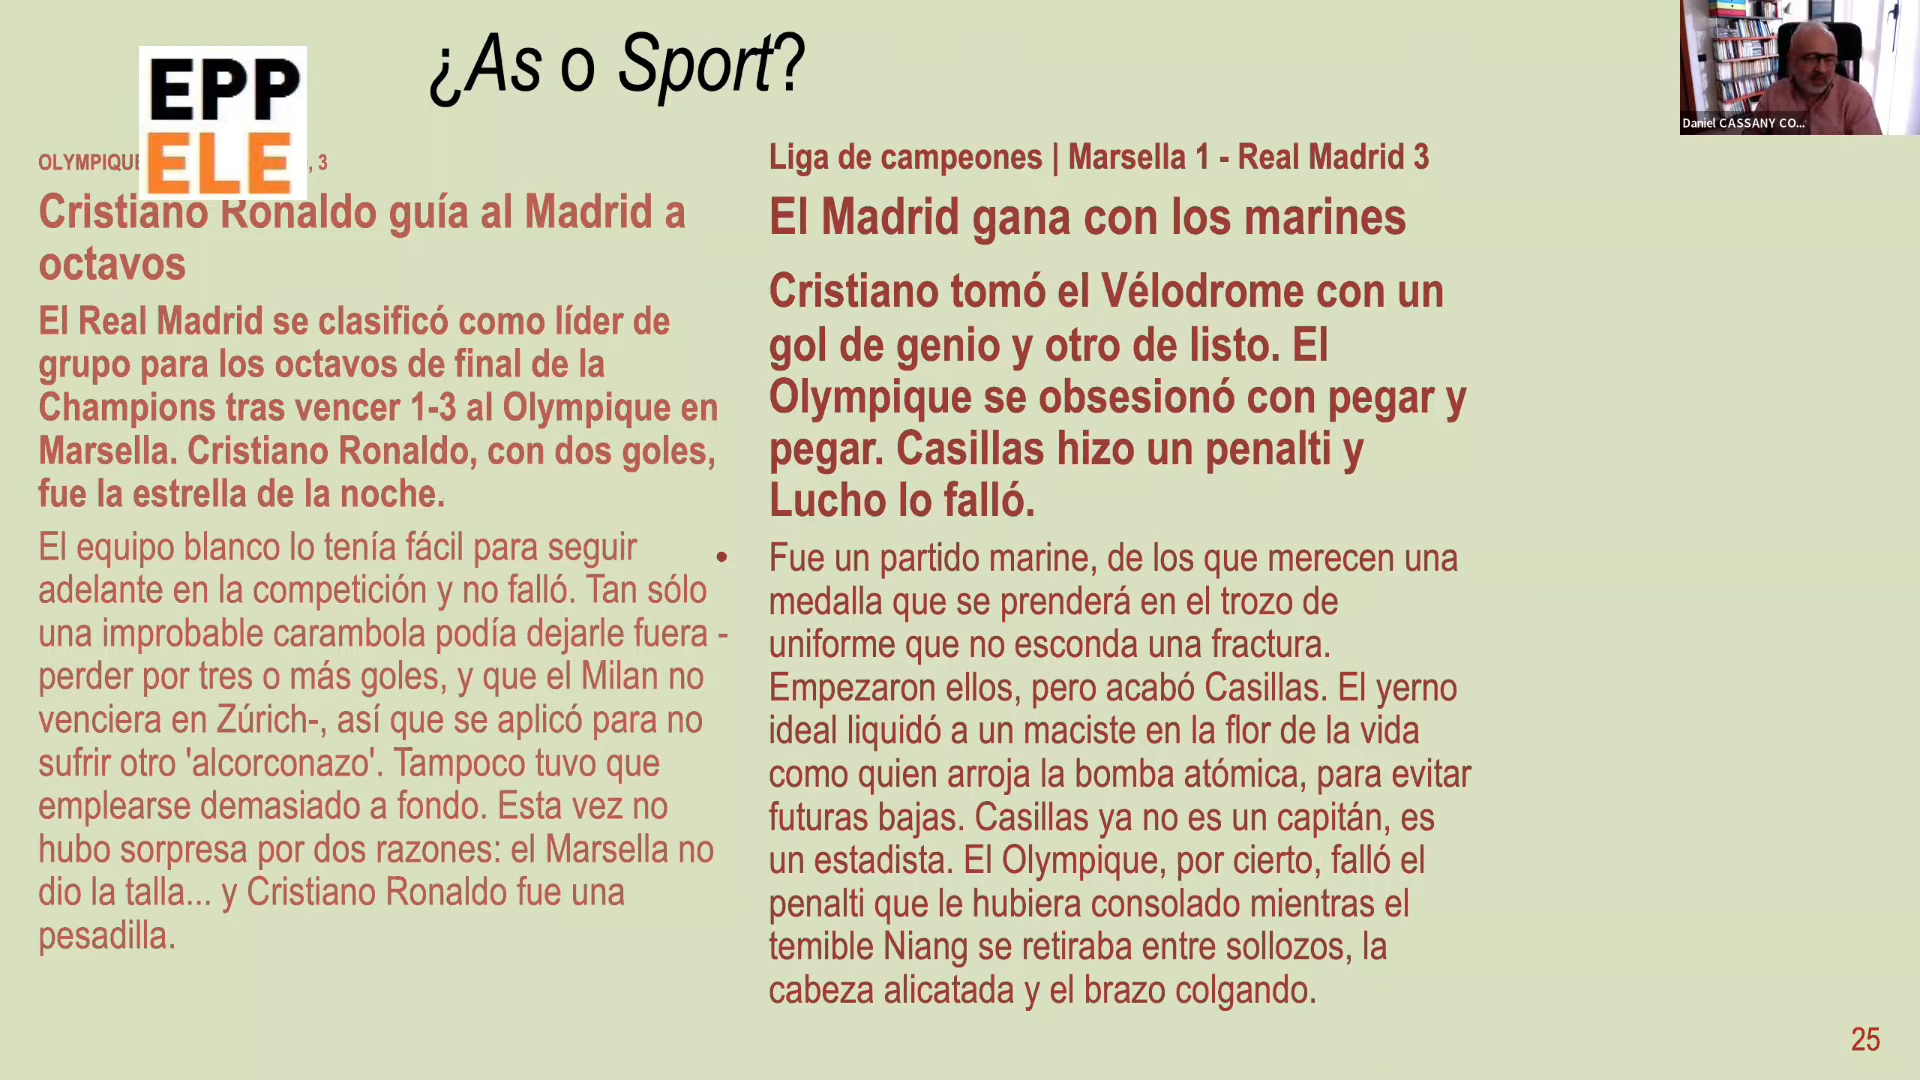 ¿As o Sport?
EPP
ELE
Daniel CASSANY CO...
OLYMPIQUE , 3
Cristiano Ronaldo guía al Madrid a
octavos
El Real Madrid se clasificó como líder de
grupo para los octavos de final de la
Champions tras vencer 1-3 al Olympique en
Marsella. Cristiano Ronaldo, con dos goles,
fue la estrella de la noche.
El equipo blanco lo tenía fácil para seguir
adelante en la competición y no falló. Tan sólo
una improbable carambola podía dejarle fuera -
perder por tres o más goles, y que el Milan no
venciera en Zúrich-, así que se aplicó para no
sufrir otro 'alcorconazo'. Tampoco tuvo que
emplearse demasiado a fondo. Esta vez no
hubo sorpresa por dos razones: el Marsella no
dio la talla... y Cristiano Ronaldo fue una
pesadilla.
Liga de campeones | Marsella 1 - Real Madrid 3
El Madrid gana con los marines
Cristiano tomó el Vélodrome con un
gol de genio y otro de listo. El
Olympique se obsesionó con pegar y
pegar. Casillas hizo un penalti y
Lucho lo falló.
• Fue un partido marine, de los que merecen una
medalla que se prenderá en el trozo de
uniforme que no esconda una fractura.
Empezaron ellos, pero acabó Casillas. El yerno
ideal liquidó a un maciste en la flor de la vida
como quien arroja la bomba atómica, para evitar
futuras bajas. Casillas ya no es un capitán, es
un estadista. El Olympique, por cierto, falló el
penalti que le hubiera consolado mientras el
temible Niang se retiraba entre sollozos, la
cabeza alicatada y el brazo colgando.
25